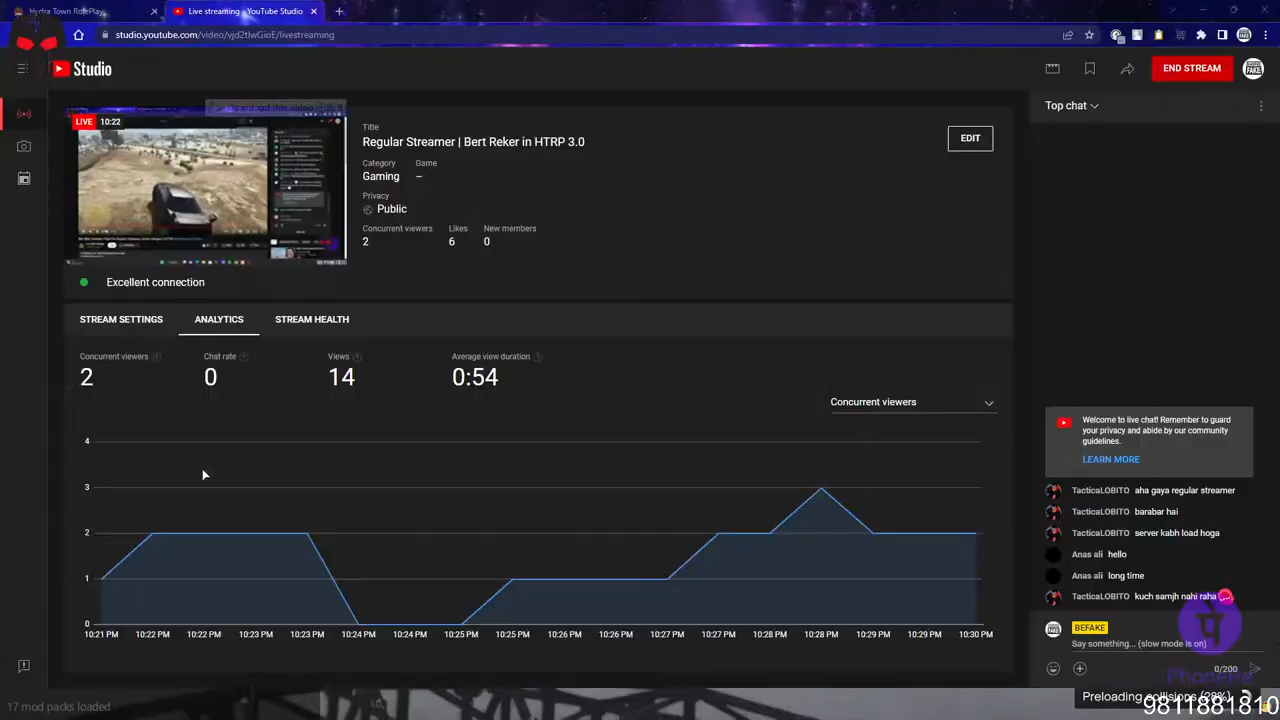 Hydra Town RolePlay
Live streaming - YouTube Studio
studio.youtube.com/video/vjd2tlwGioE/livestreaming
Studio
END STREAM
LIVE 10:22
Title
Regular Streamer | Bert Reker in HTRP 3.0
EDIT
Category Game
Gaming –
Privacy
Public
Concurrent viewers Likes New members
2 6 0
Excellent connection
STREAM SETTINGS ANALYTICS STREAM HEALTH
Concurrent viewers Chat rate Views Average view duration
2 0 14 0:54
Concurrent viewers
4
3
2
1
0
10:21 PM 10:22 PM 10:22 PM 10:23 PM 10:23 PM 10:24 PM 10:24 PM 10:25 PM 10:25 PM 10:26 PM 10:26 PM 10:27 PM 10:27 PM 10:28 PM 10:28 PM 10:29 PM 10:29 PM 10:30 PM
Top chat
Welcome to live chat! Remember to guard
your privacy and abide by our community
guidelines.
LEARN MORE
TacticaLOBITO aha gaya regular streamer
TacticaLOBITO barabar hai
TacticaLOBITO server kabh load hoga
Anas ali hello
Anas ali long time
TacticaLOBITO kuch samjh nahi raha
BEFAKE
Say something... (slow mode is on)
0/200
PhonePe
Preloading collisions (28%)
9811881810
17 mod packs loaded